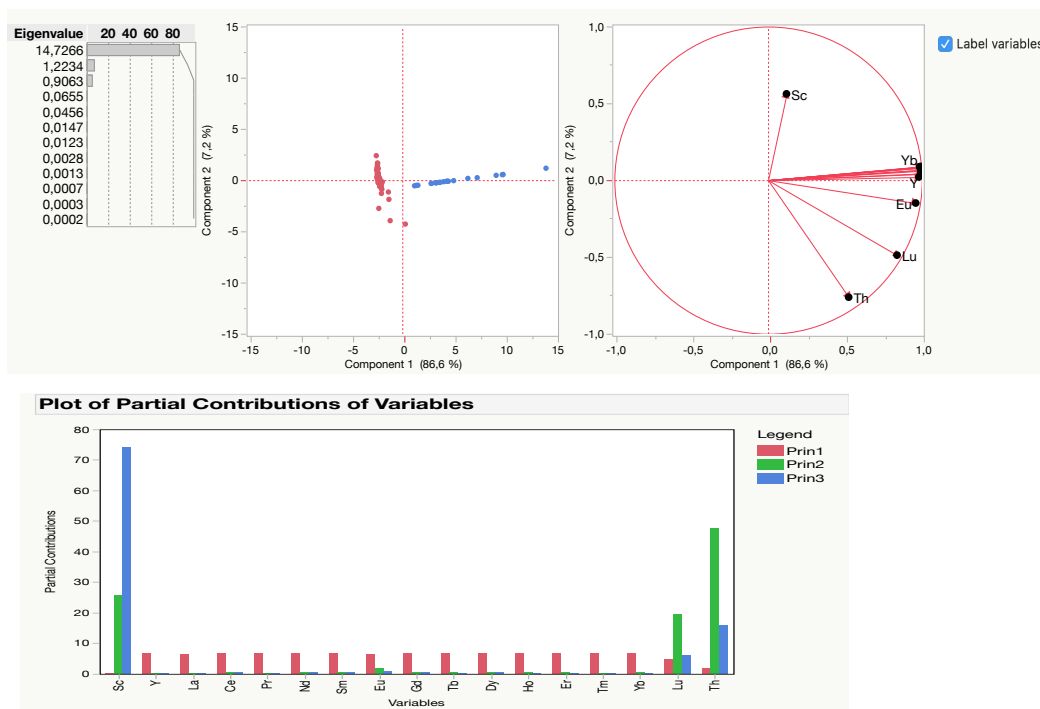 Eigenvalue 20 40 60 80
14,7266
1,2234
0,9063
0,0655
0,0456
0,0147
0,0123
0,0028
0,0013
0,0007
0,0003
0,0002
15
10
5
0
-5
-10
-15
Component 2 (7,2 %)
-15 -10 -5 0 5 10 15
Component 1 (86,6 %)
1,0
0,5
0,0
-0,5
-1,0
Component 2 (7,2 %)
Sc
Yb
Y
Eu
Lu
Th
-1,0 -0,5 0,0 0,5 1,0
Component 1 (86,6 %)
Label variables
Plot of Partial Contributions of Variables
80
70
60
50
40
30
20
10
0
Partial Contributions
Sc Y La Ce Pr Nd Sm Eu Gd Tb Dy Ho Er Tm Yb Lu Th
Variables
Legend
Prin1
Prin2
Prin3